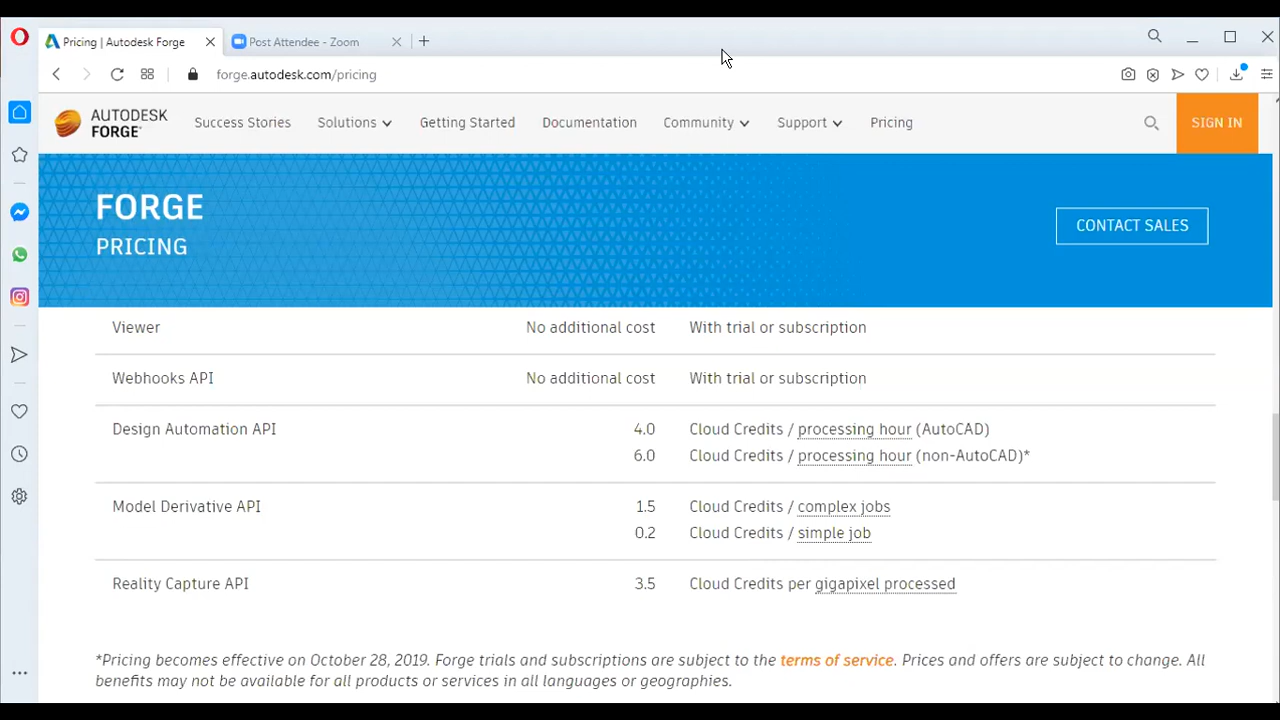 Pricing | Autodesk Forge
Post Attendee - Zoom
forge.autodesk.com/pricing
AUTODESK
FORGE
Success Stories
Solutions
Getting Started
Documentation
Community
Support
Pricing
SIGN IN
FORGE
PRICING
CONTACT SALES
Viewer No additional cost With trial or subscription
Webhooks API No additional cost With trial or subscription
Design Automation API 4.0 Cloud Credits / processing hour (AutoCAD)
6.0 Cloud Credits / processing hour (non-AutoCAD)*
Model Derivative API 1.5 Cloud Credits / complex jobs
0.2 Cloud Credits / simple job
Reality Capture API 3.5 Cloud Credits per gigapixel processed
*Pricing becomes effective on October 28, 2019. Forge trials and subscriptions are subject to the terms of service. Prices and offers are subject to change. All
benefits may not be available for all products or services in all languages or geographies.